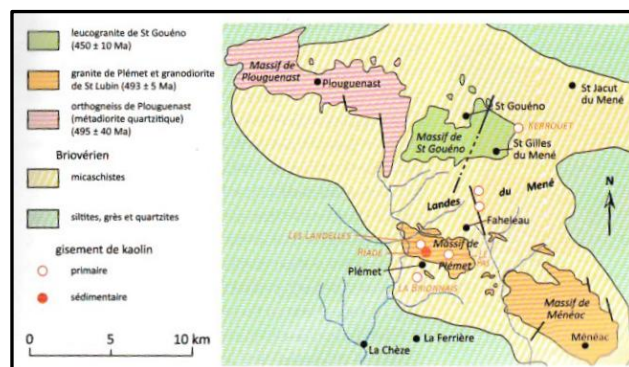 leucogranite de St Gouéno
(450 ± 10 Ma)
granite de Plémet et granodiorite
de St Lubin (493 ± 5 Ma)
orthogneiss de Plouguenast
(métadiorite quartzitique)
(495 ± 40 Ma)
Briovérien
micaschistes
siltites, grès et quartzites
gisement de kaolin
primaire
sédimentaire
0 5 10 km
Massif de
Plouguenast
Plouguenast
St Gouéno
St Jacut
du Mené
KERROUET
Massif de
St Gouéno
St Gilles
du Mené
N
Landes
du Mené
Faheleau
LES LANDELLES
RIADE
Massif de
Plémet
Plémet
LA BRIONNAIS
Massif de
Ménéac
Ménéac
La Ferrière
La Chèze